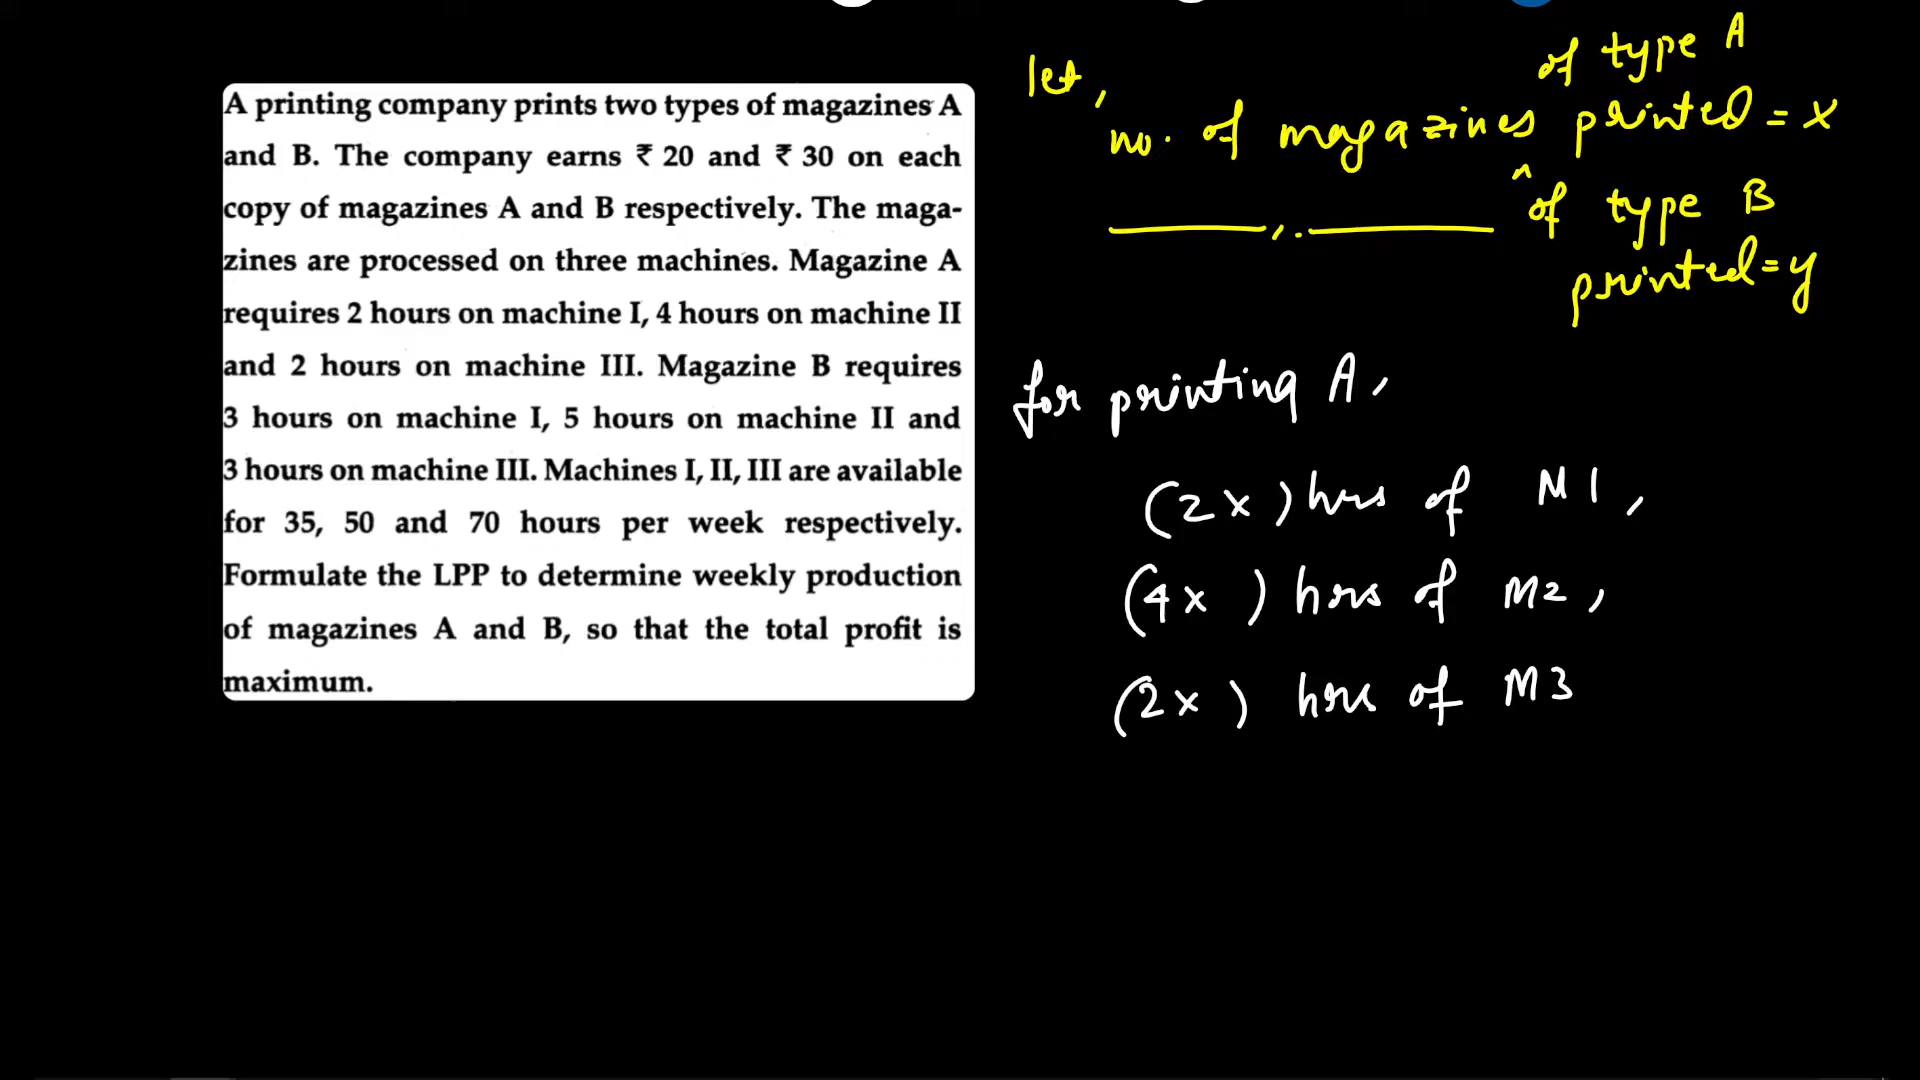 A printing company prints two types of magazines A
and B. The company earns ₹ 20 and ₹ 30 on each
copy of magazines A and B respectively. The maga-
zines are processed on three machines. Magazine A
requires 2 hours on machine I, 4 hours on machine II
and 2 hours on machine III. Magazine B requires
3 hours on machine I, 5 hours on machine II and
3 hours on machine III. Machines I, II, III are available
for 35, 50 and 70 hours per week respectively.
Formulate the LPP to determine weekly production
of magazines A and B, so that the total profit is
maximum.
let,
of type A
no. of magazines printed = x
of type B
printed = y
for printing A,
(2x) hrs of M1,
(4x) hrs of M2,
(2x) hrs of M3